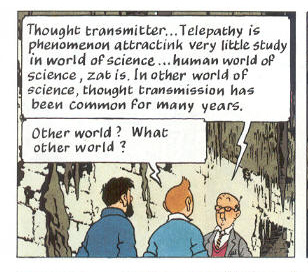 Thought transmitter... Telepathy is
phenomenon attractink very little study
in world of science... human world of
science, zat is. In other world of
science, thought transmission has
been common for many years.
Other world? What
other world?